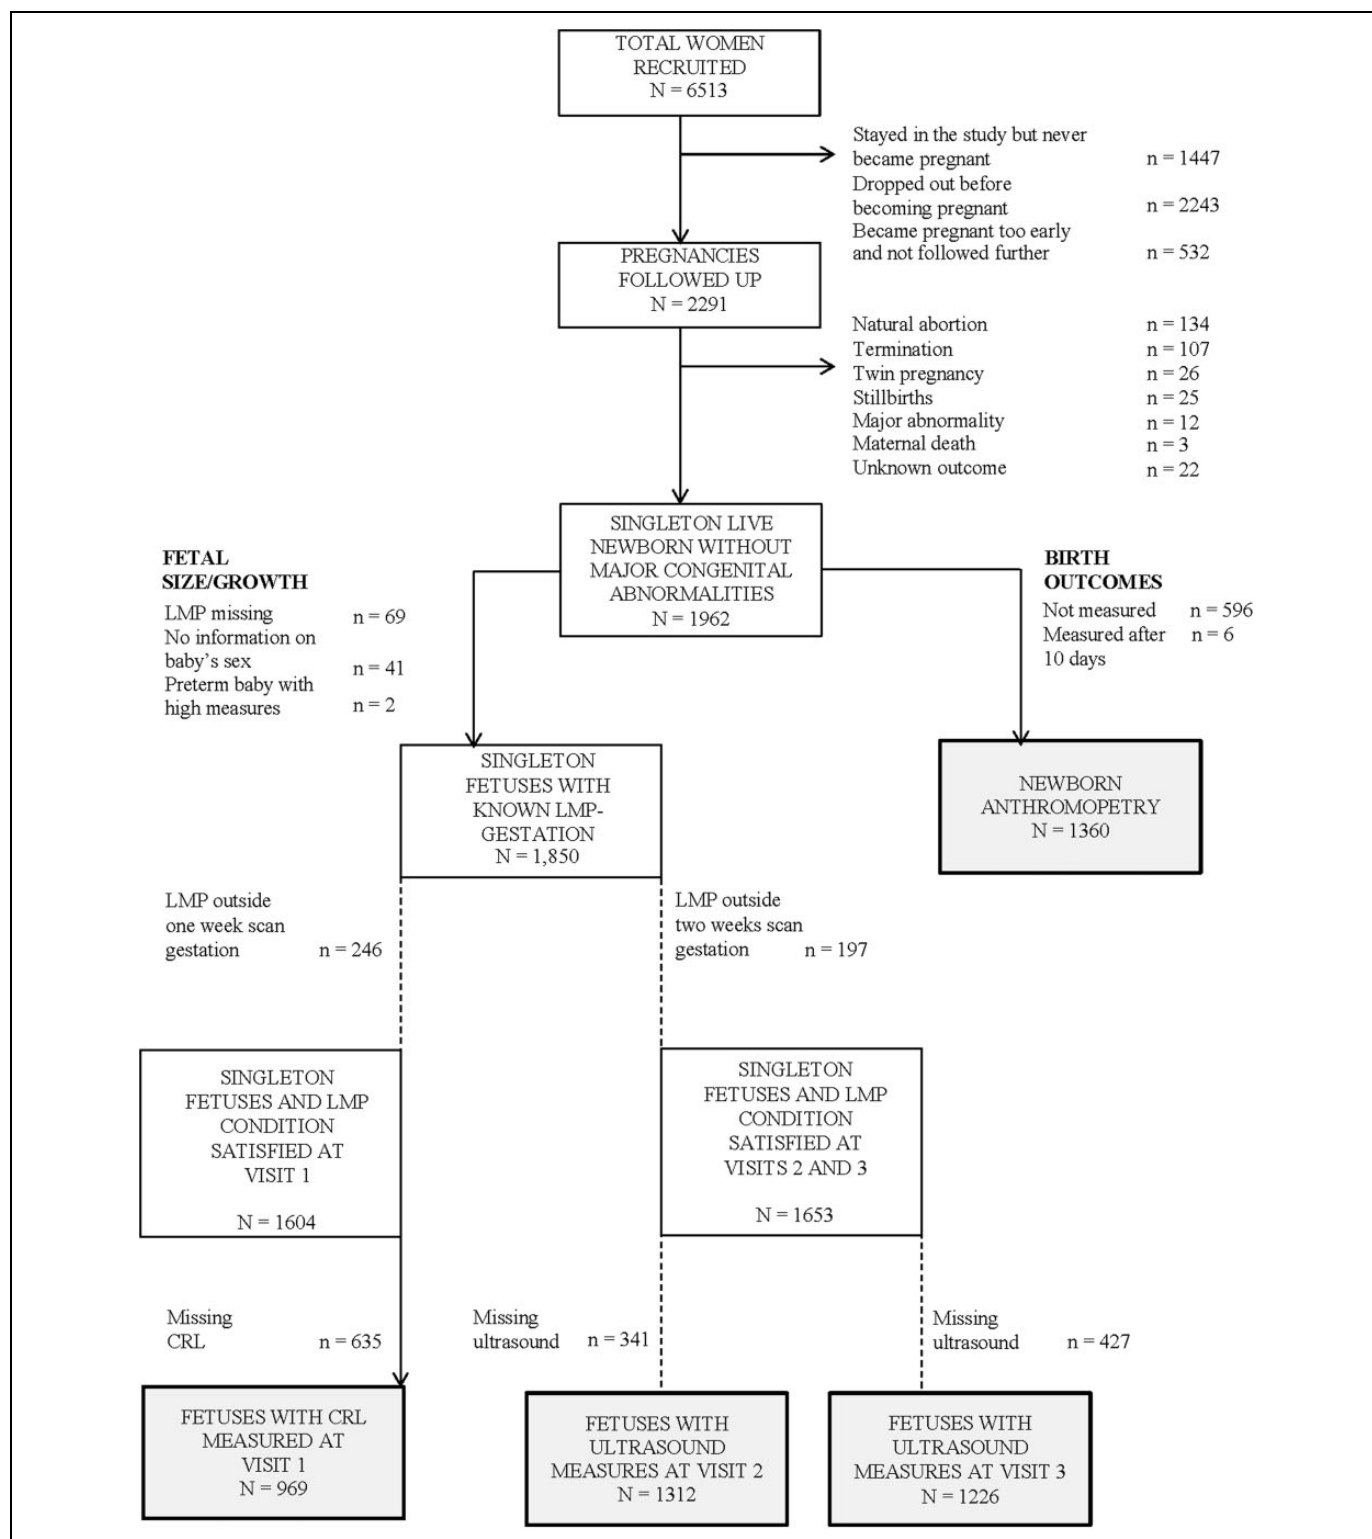 TOTAL WOMEN
RECRUITED
N = 6513
Stayed in the study but never
became pregnant n = 1447
Dropped out before
becoming pregnant n = 2243
Became pregnant too early
and not followed further n = 532
PREGNANCIES
FOLLOWED UP
N = 2291
Natural abortion n = 134
Termination n = 107
Twin pregnancy n = 26
Stillbirths n = 25
Major abnormality n = 12
Maternal death n = 3
Unknown outcome n = 22
SINGLETON LIVE
NEWBORN WITHOUT
MAJOR CONGENITAL
ABNORMALITIES
N = 1962
FETAL
SIZE/GROWTH
LMP missing n = 69
No information on
baby's sex n = 41
Preterm baby with
high measures n = 2
BIRTH
OUTCOMES
Not measured n = 596
Measured after n = 6
10 days
SINGLETON
FETUSES WITH
KNOWN LMP-
GESTATION
N = 1,850
NEWBORN
ANTHROMOPETRY
N = 1360
LMP outside
one week scan
gestation n = 246
LMP outside
two weeks scan
gestation n = 197
SINGLETON
FETUSES AND LMP
CONDITION
SATISFIED AT
VISIT 1
N = 1604
SINGLETON
FETUSES AND LMP
CONDITION
SATISFIED AT
VISITS 2 AND 3
N = 1653
Missing
CRL n = 635
Missing
ultrasound n = 341
Missing
ultrasound n = 427
FETUSES WITH CRL
MEASURED AT
VISIT 1
N = 969
FETUSES WITH
ULTRASOUND
MEASURES AT VISIT 2
N = 1312
FETUSES WITH
ULTRASOUND
MEASURES AT VISIT 3
N = 1226